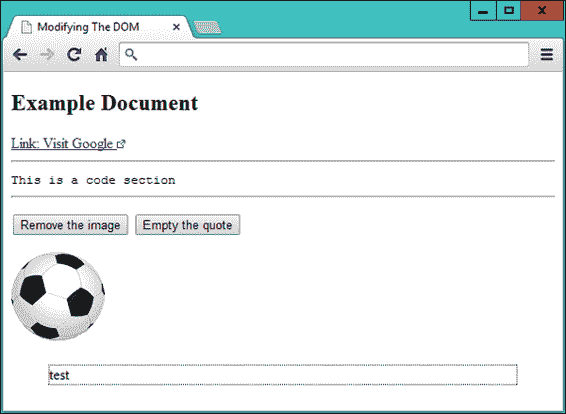 Modifying The DOM
Example Document
Link: Visit Google
This is a code section
Remove the image Empty the quote
test